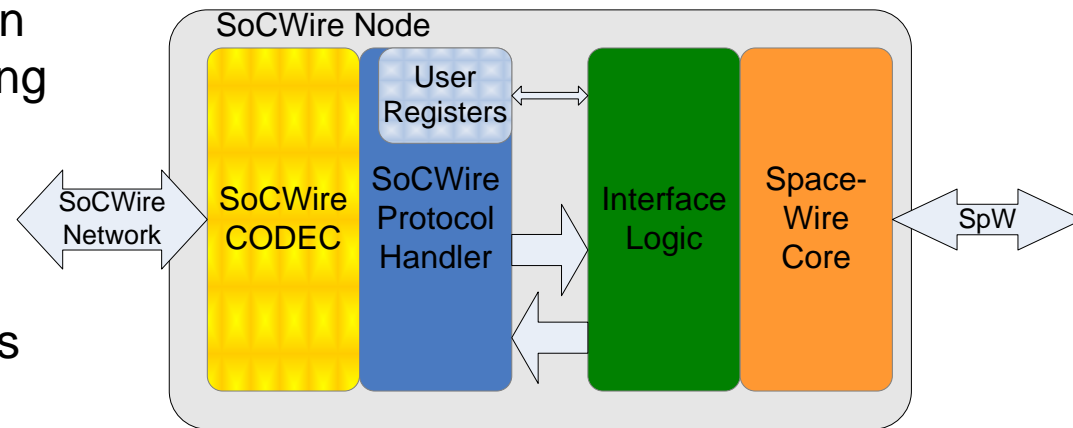 n
ng
s
SoCWire Node
SoCWire
Network
SoCWire
CODEC
User
Registers
SoCWire
Protocol
Handler
Interface
Logic
Space-
Wire
Core
SpW